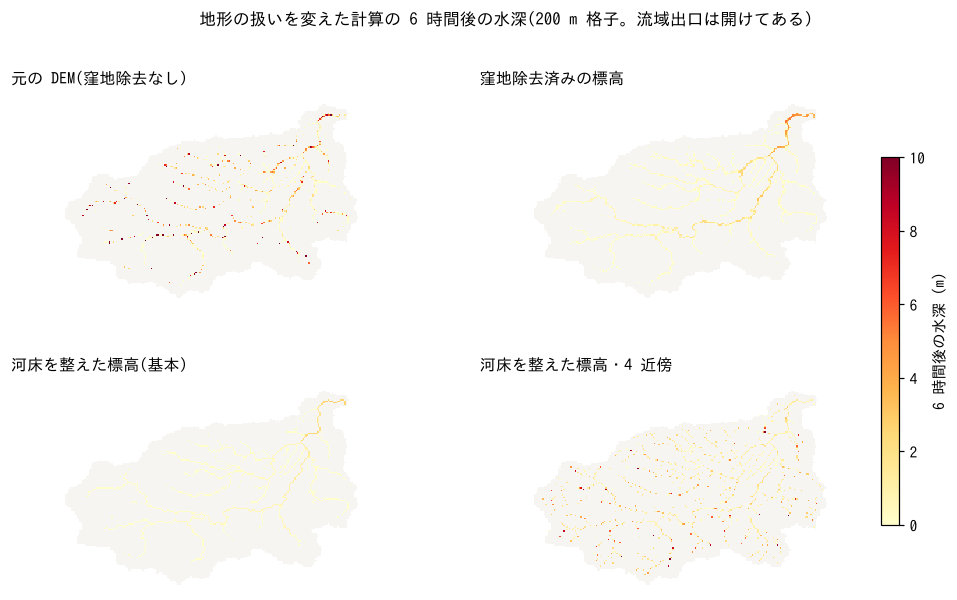 地形の扱いを変えた計算の 6 時間後の水深(200 m 格子。流域出口は開けてある)
元の DEM(窪地除去なし)
窪地除去済みの標高
河床を整えた標高(基本)
河床を整えた標高・4 近傍
10
8
6
4
2
0
6 時間後の水深 (m)